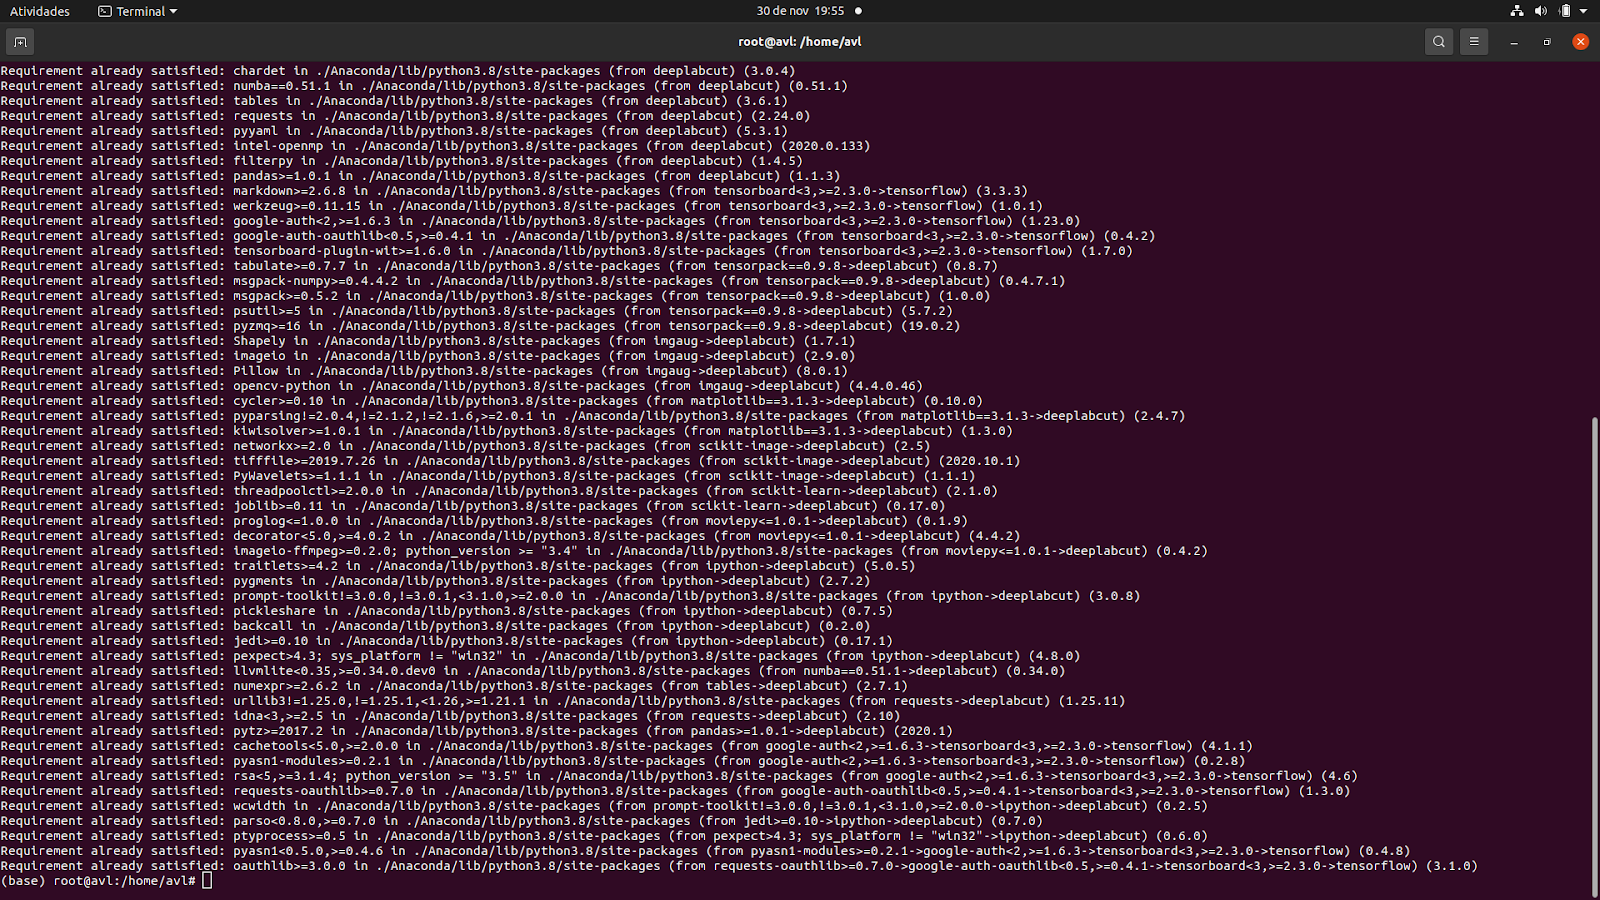 Atividades
Terminal
30 de nov 19:55
root@avl: /home/avl
Requirement already satisfied: chardet in ./Anaconda/lib/python3.8/site-packages (from deeplabcut) (3.0.4)
Requirement already satisfied: numba==0.51.1 in ./Anaconda/lib/python3.8/site-packages (from deeplabcut) (0.51.1)
Requirement already satisfied: tables in ./Anaconda/lib/python3.8/site-packages (from deeplabcut) (3.6.1)
Requirement already satisfied: requests in ./Anaconda/lib/python3.8/site-packages (from deeplabcut) (2.24.0)
Requirement already satisfied: pyyaml in ./Anaconda/lib/python3.8/site-packages (from deeplabcut) (5.3.1)
Requirement already satisfied: intel-openmp in ./Anaconda/lib/python3.8/site-packages (from deeplabcut) (2020.0.133)
Requirement already satisfied: filterpy in ./Anaconda/lib/python3.8/site-packages (from deeplabcut) (1.4.5)
Requirement already satisfied: pandas>=1.0.1 in ./Anaconda/lib/python3.8/site-packages (from deeplabcut) (1.1.3)
Requirement already satisfied: markdown>=2.6.8 in ./Anaconda/lib/python3.8/site-packages (from tensorboard<3,>=2.3.0->tensorflow) (3.3.3)
Requirement already satisfied: werkzeug>=0.11.15 in ./Anaconda/lib/python3.8/site-packages (from tensorboard<3,>=2.3.0->tensorflow) (1.0.1)
Requirement already satisfied: google-auth<2,>=1.6.3 in ./Anaconda/lib/python3.8/site-packages (from tensorboard<3,>=2.3.0->tensorflow) (1.23.0)
Requirement already satisfied: google-auth-oauthlib<0.5,>=0.4.1 in ./Anaconda/lib/python3.8/site-packages (from tensorboard<3,>=2.3.0->tensorflow) (0.4.2)
Requirement already satisfied: tensorboard-plugin-wit>=1.6.0 in ./Anaconda/lib/python3.8/site-packages (from tensorboard<3,>=2.3.0->tensorflow) (1.7.0)
Requirement already satisfied: tabulate>=0.7.7 in ./Anaconda/lib/python3.8/site-packages (from tensorpack==0.9.8->deeplabcut) (0.8.7)
Requirement already satisfied: msgpack-numpy>=0.4.4.2 in ./Anaconda/lib/python3.8/site-packages (from tensorpack==0.9.8->deeplabcut) (0.4.7.1)
Requirement already satisfied: msgpack>=0.5.2 in ./Anaconda/lib/python3.8/site-packages (from tensorpack==0.9.8->deeplabcut) (1.0.0)
Requirement already satisfied: psutil>=5 in ./Anaconda/lib/python3.8/site-packages (from tensorpack==0.9.8->deeplabcut) (5.7.2)
Requirement already satisfied: pyzmq>=16 in ./Anaconda/lib/python3.8/site-packages (from tensorpack==0.9.8->deeplabcut) (19.0.2)
Requirement already satisfied: Shapely in ./Anaconda/lib/python3.8/site-packages (from imgaug->deeplabcut) (1.7.1)
Requirement already satisfied: imageio in ./Anaconda/lib/python3.8/site-packages (from imgaug->deeplabcut) (2.9.0)
Requirement already satisfied: Pillow in ./Anaconda/lib/python3.8/site-packages (from imgaug->deeplabcut) (8.0.1)
Requirement already satisfied: opencv-python in ./Anaconda/lib/python3.8/site-packages (from imgaug->deeplabcut) (4.4.0.46)
Requirement already satisfied: cycler>=0.10 in ./Anaconda/lib/python3.8/site-packages (from matplotlib==3.1.3->deeplabcut) (0.10.0)
Requirement already satisfied: pyparsing!=2.0.4,!=2.1.2,!=2.1.6,>=2.0.1 in ./Anaconda/lib/python3.8/site-packages (from matplotlib==3.1.3->deeplabcut) (2.4.7)
Requirement already satisfied: kiwisolver>=1.0.1 in ./Anaconda/lib/python3.8/site-packages (from matplotlib==3.1.3->deeplabcut) (1.3.0)
Requirement already satisfied: networkx>=2.0 in ./Anaconda/lib/python3.8/site-packages (from scikit-image->deeplabcut) (2.5)
Requirement already satisfied: tifffile>=2019.7.26 in ./Anaconda/lib/python3.8/site-packages (from scikit-image->deeplabcut) (2020.10.1)
Requirement already satisfied: PyWavelets>=1.1.1 in ./Anaconda/lib/python3.8/site-packages (from scikit-image->deeplabcut) (1.1.1)
Requirement already satisfied: threadpoolctl>=2.0.0 in ./Anaconda/lib/python3.8/site-packages (from scikit-learn->deeplabcut) (2.1.0)
Requirement already satisfied: joblib>=0.11 in ./Anaconda/lib/python3.8/site-packages (from scikit-learn->deeplabcut) (0.17.0)
Requirement already satisfied: proglog<=1.0.0 in ./Anaconda/lib/python3.8/site-packages (from moviepy<=1.0.1->deeplabcut) (0.1.9)
Requirement already satisfied: decorator<5.0,>=4.0.2 in ./Anaconda/lib/python3.8/site-packages (from moviepy<=1.0.1->deeplabcut) (4.4.2)
Requirement already satisfied: imageio-ffmpeg>=0.2.0; python_version >= "3.4" in ./Anaconda/lib/python3.8/site-packages (from moviepy<=1.0.1->deeplabcut) (0.4.2)
Requirement already satisfied: traitlets>=4.2 in ./Anaconda/lib/python3.8/site-packages (from ipython->deeplabcut) (5.0.5)
Requirement already satisfied: pygments in ./Anaconda/lib/python3.8/site-packages (from ipython->deeplabcut) (2.7.2)
Requirement already satisfied: prompt-toolkit!=3.0.0,!=3.0.1,<3.1.0,>=2.0.0 in ./Anaconda/lib/python3.8/site-packages (from ipython->deeplabcut) (3.0.8)
Requirement already satisfied: pickleshare in ./Anaconda/lib/python3.8/site-packages (from ipython->deeplabcut) (0.7.5)
Requirement already satisfied: backcall in ./Anaconda/lib/python3.8/site-packages (from ipython->deeplabcut) (0.2.0)
Requirement already satisfied: jedi>=0.10 in ./Anaconda/lib/python3.8/site-packages (from ipython->deeplabcut) (0.17.1)
Requirement already satisfied: pexpect>4.3; sys_platform != "win32" in ./Anaconda/lib/python3.8/site-packages (from ipython->deeplabcut) (4.8.0)
Requirement already satisfied: llvmlite<0.35,>=0.34.0.dev0 in ./Anaconda/lib/python3.8/site-packages (from numba==0.51.1->deeplabcut) (0.34.0)
Requirement already satisfied: numexpr>=2.6.2 in ./Anaconda/lib/python3.8/site-packages (from tables->deeplabcut) (2.7.1)
Requirement already satisfied: urllib3!=1.25.0,!=1.25.1,<1.26,>=1.21.1 in ./Anaconda/lib/python3.8/site-packages (from requests->deeplabcut) (1.25.11)
Requirement already satisfied: idna<3,>=2.5 in ./Anaconda/lib/python3.8/site-packages (from requests->deeplabcut) (2.10)
Requirement already satisfied: pytz>=2017.2 in ./Anaconda/lib/python3.8/site-packages (from pandas>=1.0.1->deeplabcut) (2020.1)
Requirement already satisfied: cachetools<5.0,>=2.0.0 in ./Anaconda/lib/python3.8/site-packages (from google-auth<2,>=1.6.3->tensorboard<3,>=2.3.0->tensorflow) (4.1.1)
Requirement already satisfied: pyasn1-modules>=0.2.1 in ./Anaconda/lib/python3.8/site-packages (from google-auth<2,>=1.6.3->tensorboard<3,>=2.3.0->tensorflow) (0.2.8)
Requirement already satisfied: rsa<5,>=3.1.4; python_version >= "3.5" in ./Anaconda/lib/python3.8/site-packages (from google-auth<2,>=1.6.3->tensorboard<3,>=2.3.0->tensorflow) (4.6)
Requirement already satisfied: requests-oauthlib>=0.7.0 in ./Anaconda/lib/python3.8/site-packages (from google-auth-oauthlib<0.5,>=0.4.1->tensorboard<3,>=2.3.0->tensorflow) (1.3.0)
Requirement already satisfied: wcwidth in ./Anaconda/lib/python3.8/site-packages (from prompt-toolkit!=3.0.0,!=3.0.1,<3.1.0,>=2.0.0->ipython->deeplabcut) (0.2.5)
Requirement already satisfied: parso<0.8.0,>=0.7.0 in ./Anaconda/lib/python3.8/site-packages (from jedi>=0.10->ipython->deeplabcut) (0.7.0)
Requirement already satisfied: ptyprocess>=0.5 in ./Anaconda/lib/python3.8/site-packages (from pexpect>4.3; sys_platform != "win32"->ipython->deeplabcut) (0.6.0)
Requirement already satisfied: pyasn1<0.5.0,>=0.4.6 in ./Anaconda/lib/python3.8/site-packages (from pyasn1-modules>=0.2.1->google-auth<2,>=1.6.3->tensorboard<3,>=2.3.0->tensorflow) (0.4.8)
Requirement already satisfied: oauthlib>=3.0.0 in ./Anaconda/lib/python3.8/site-packages (from requests-oauthlib>=0.7.0->google-auth-oauthlib<0.5,>=0.4.1->tensorboard<3,>=2.3.0->tensorflow) (3.1.0)
(base) root@avl:/home/avl#